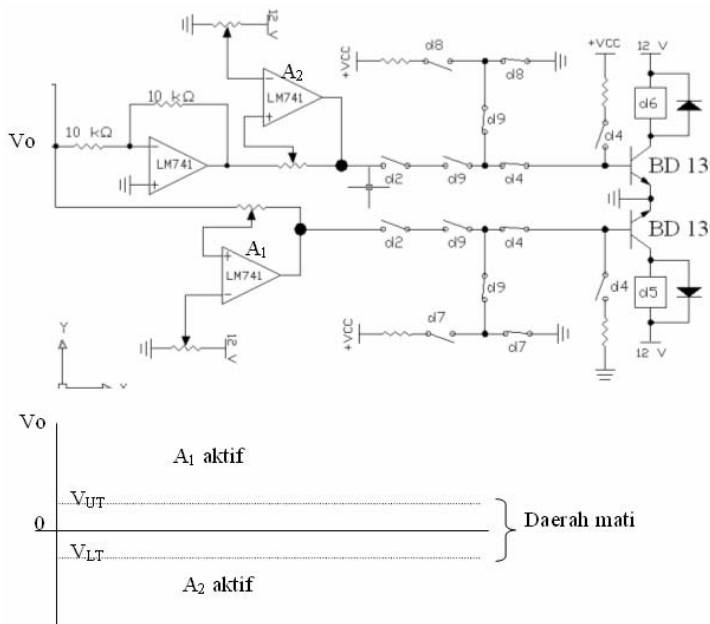 12 V
A2
LM741
10 kΩ
Vo
10 kΩ
LM741
+VCC
d8
d8
d9
+VCC
d4
12 V
d6
d2
d9
d4
BD 13
A1
LM741
12 V
d2
d9
d4
BD 13
d9
d4
d5
+VCC
d7
d7
12 V
Y
X
Vo
A1 aktif
VUT
0
Daerah mati
VLT
A2 aktif